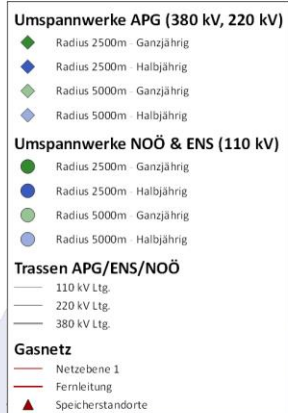 Umspannwerke APG (380 kV, 220 kV)
Radius 2500m - Ganzjährig
Radius 2500m - Halbjährig
Radius 5000m - Ganzjährig
Radius 5000m - Halbjährig
Umspannwerke NOÖ & ENS (110 kV)
Radius 2500m - Ganzjährig
Radius 2500m - Halbjährig
Radius 5000m - Ganzjährig
Radius 5000m - Halbjährig
Trassen APG/ENS/NOÖ
110 kV Ltg.
220 kV Ltg.
380 kV Ltg.
Gasnetz
Netzebene 1
Fernleitung
Speicherstandorte